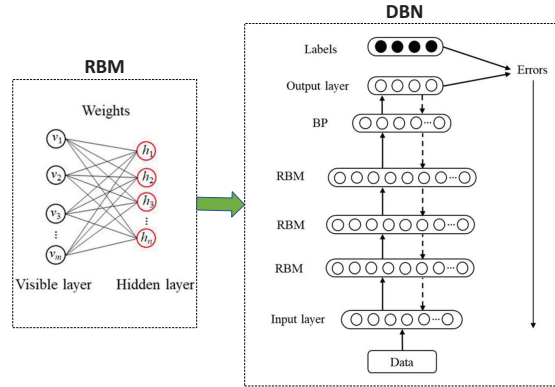 RBM
Weights
v1
v2
v3
⋮
vm
h1
h2
h3
⋮
hn
Visible layer
Hidden layer
DBN
Labels
Errors
Output layer
BP
...
RBM
...
RBM
...
RBM
...
Input layer
...
Data